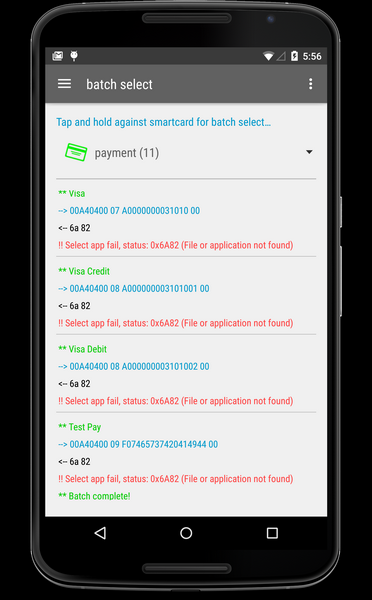 5:56
batch select
Tap and hold against smartcard for batch select...
payment (11)
** Visa
--> 00A40400 07 A0000000031010 00
<-- 6a 82
!! Select app fail, status: 0x6A82 (File or application not found)
** Visa Credit
--> 00A40400 08 A000000003101001 00
<-- 6a 82
!! Select app fail, status: 0x6A82 (File or application not found)
** Visa Debit
--> 00A40400 08 A000000003101002 00
<-- 6a 82
!! Select app fail, status: 0x6A82 (File or application not found)
** Test Pay
--> 00A40400 09 F07465737420414944 00
<-- 6a 82
!! Select app fail, status: 0x6A82 (File or application not found)
** Batch complete!